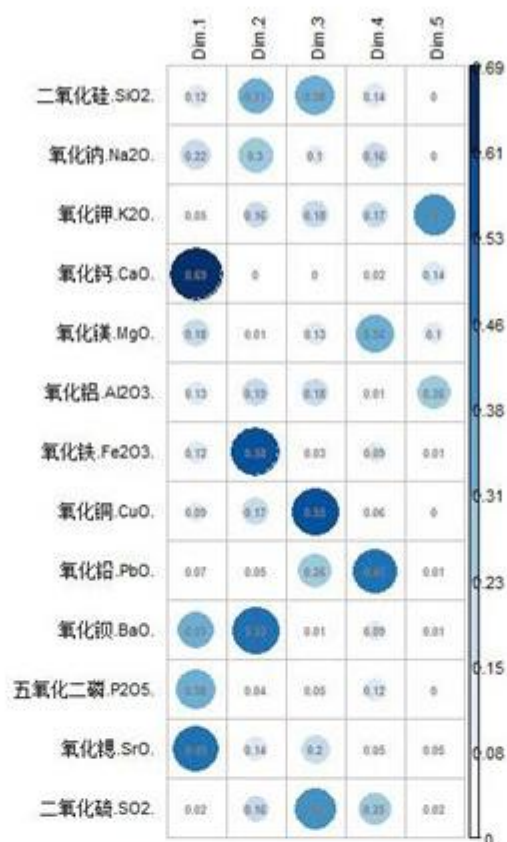 Dim.1 Dim.2 Dim.3 Dim.4 Dim.5
二氧化硅.SiO2. 0.12 0.14 0
氧化钠.Na2O. 0.22 0.3 0.1 0.16 0
氧化钾.K2O. 0.05 0.16 0.18 0.17
氧化钙.CaO. 0.69 0 0 0.02 0.14
氧化镁.MgO. 0.18 0.01 0.13 0.1
氧化铝.Al2O3. 0.13 0.19 0.18 0.01
氧化铁.Fe2O3. 0.12 0.03 0.09 0.01
氧化铜.CuO. 0.09 0.17 0.06 0
氧化铅.PbO. 0.07 0.05 0.26 0.01
氧化钡.BaO. 0.01 0.09 0.01
五氧化二磷.P2O5. 0.04 0.05 0.12 0
氧化锶.SrO. 0.14 0.2 0.05 0.05
二氧化硫.SO2. 0.02 0.16 0.02
0.69
0.61
0.53
0.46
0.38
0.31
0.23
0.15
0.08
0